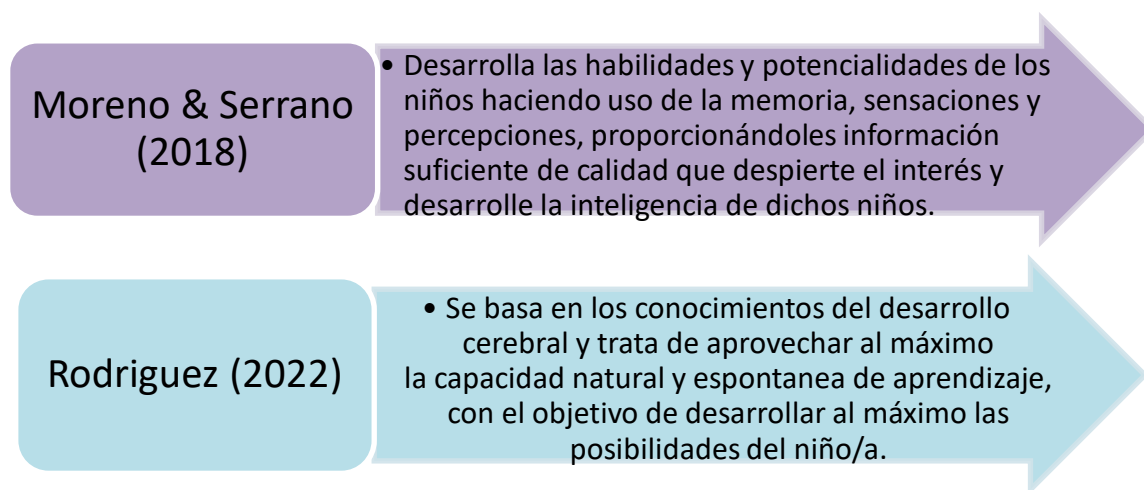 Moreno & Serrano
(2018)
• Desarrolla las habilidades y potencialidades de los
niños haciendo uso de la memoria, sensaciones y
percepciones, proporcionándoles información
suficiente de calidad que despierte el interés y
desarrolle la inteligencia de dichos niños.
Rodriguez (2022)
• Se basa en los conocimientos del desarrollo
cerebral y trata de aprovechar al máximo
la capacidad natural y espontanea de aprendizaje,
con el objetivo de desarrollar al máximo las
posibilidades del niño/a.